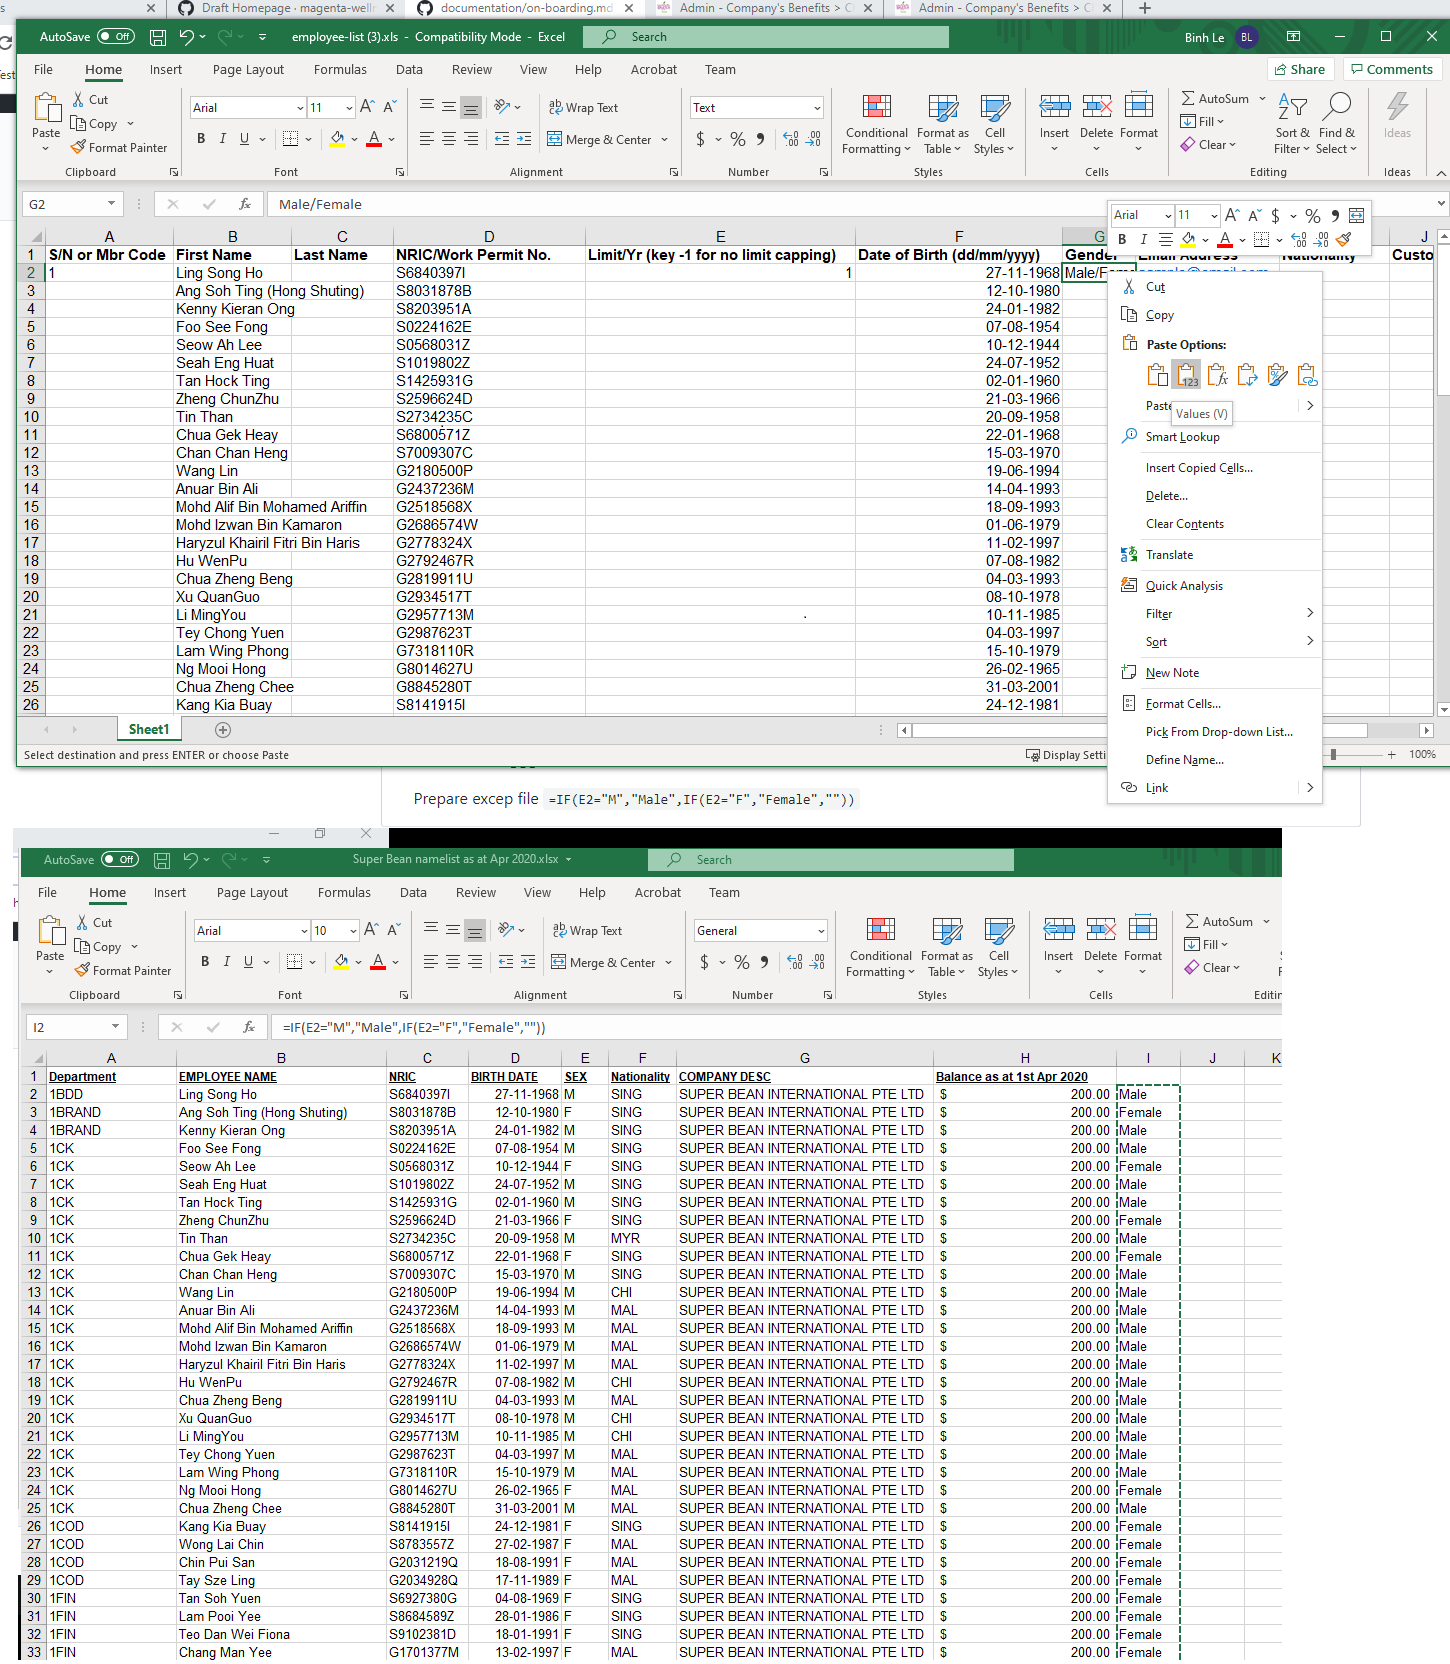 Draft Homepage · magenta-welln
documentation/on-boarding.md
Admin - Company's Benefits > C
Admin - Company's Benefits > C
AutoSave Off employee-list (3).xls - Compatibility Mode - Excel Search Binh Le BL
File Home Insert Page Layout Formulas Data Review View Help Acrobat Team Share Comments
Paste Cut Copy Format Painter
Arial 11 Wrap Text Text
B I U Merge & Center $ % 9
Conditional Formatting Format as Table Cell Styles Insert Delete Format
AutoSum Fill Clear Sort & Filter Find & Select Ideas
Clipboard Font Alignment Number Styles Cells Editing Ideas
G2 fx Male/Female
Arial 11 A A $ % 9
B I A
A B C D E F G J
1 S/N or Mbr Code First Name Last Name NRIC/Work Permit No. Limit/Yr (key -1 for no limit capping) Date of Birth (dd/mm/yyyy) Gender Email Address Nationality Custo
2 1 Ling Song Ho S6840397I 1 27-11-1968 Male/Fema
3 Ang Soh Ting (Hong Shuting) S8031878B 12-10-1980
4 Kenny Kieran Ong S8203951A 24-01-1982
5 Foo See Fong S0224162E 07-08-1954
6 Seow Ah Lee S0568031Z 10-12-1944
7 Seah Eng Huat S1019802Z 24-07-1952
8 Tan Hock Ting S1425931G 02-01-1960
9 Zheng ChunZhu S2596624D 21-03-1966
10 Tin Than S2734235C 20-09-1958
11 Chua Gek Heay S6800571Z 22-01-1968
12 Chan Chan Heng S7009307C 15-03-1970
13 Wang Lin G2180500P 19-06-1994
14 Anuar Bin Ali G2437236M 14-04-1993
15 Mohd Alif Bin Mohamed Ariffin G2518568X 18-09-1993
16 Mohd Izwan Bin Kamaron G2686574W 01-06-1979
17 Haryzul Khairil Fitri Bin Haris G2778324X 11-02-1997
18 Hu WenPu G2792467R 07-08-1982
19 Chua Zheng Beng G2819911U 04-03-1993
20 Xu QuanGuo G2934517T 08-10-1978
21 Li MingYou G2957713M 10-11-1985
22 Tey Chong Yuen G2987623T 04-03-1997
23 Lam Wing Phong G7318110R 15-10-1979
24 Ng Mooi Hong G8014627U 26-02-1965
25 Chua Zheng Chee G8845280T 31-03-2001
26 Kang Kia Buay S8141915I 24-12-1981
Cut
Copy
Paste Options:
Paste
Values (V)
Smart Lookup
Insert Copied Cells...
Delete...
Clear Contents
Translate
Quick Analysis
Filter
Sort
New Note
Format Cells...
Pick From Drop-down List...
Define Name...
Link
Sheet1
Select destination and press ENTER or choose Paste Display Setti 100%
Prepare excep file =IF(E2="M","Male",IF(E2="F","Female",""))
AutoSave Off Super Bean namelist as at Apr 2020.xlsx Search
File Home Insert Page Layout Formulas Data Review View Help Acrobat Team
Paste Cut Copy Format Painter
Arial 10 Wrap Text General
B I U Merge & Center $ % 9
Conditional Formatting Format as Table Cell Styles Insert Delete Format
AutoSum Fill Clear
Clipboard Font Alignment Number Styles Cells Editin
I2 fx =IF(E2="M","Male",IF(E2="F","Female",""))
A B C D E F G H I J K
1 Department EMPLOYEE NAME NRIC BIRTH DATE SEX Nationality COMPANY DESC Balance as at 1st Apr 2020
2 1BDD Ling Song Ho S6840397I 27-11-1968 M SING SUPER BEAN INTERNATIONAL PTE LTD $ 200.00 Male
3 1BRAND Ang Soh Ting (Hong Shuting) S8031878B 12-10-1980 F SING SUPER BEAN INTERNATIONAL PTE LTD $ 200.00 Female
4 1BRAND Kenny Kieran Ong S8203951A 24-01-1982 M SING SUPER BEAN INTERNATIONAL PTE LTD $ 200.00 Male
5 1CK Foo See Fong S0224162E 07-08-1954 M SING SUPER BEAN INTERNATIONAL PTE LTD $ 200.00 Male
6 1CK Seow Ah Lee S0568031Z 10-12-1944 F SING SUPER BEAN INTERNATIONAL PTE LTD $ 200.00 Female
7 1CK Seah Eng Huat S1019802Z 24-07-1952 M SING SUPER BEAN INTERNATIONAL PTE LTD $ 200.00 Male
8 1CK Tan Hock Ting S1425931G 02-01-1960 M SING SUPER BEAN INTERNATIONAL PTE LTD $ 200.00 Male
9 1CK Zheng ChunZhu S2596624D 21-03-1966 F SING SUPER BEAN INTERNATIONAL PTE LTD $ 200.00 Female
10 1CK Tin Than S2734235C 20-09-1958 M MYR SUPER BEAN INTERNATIONAL PTE LTD $ 200.00 Male
11 1CK Chua Gek Heay S6800571Z 22-01-1968 F SING SUPER BEAN INTERNATIONAL PTE LTD $ 200.00 Female
12 1CK Chan Chan Heng S7009307C 15-03-1970 M SING SUPER BEAN INTERNATIONAL PTE LTD $ 200.00 Male
13 1CK Wang Lin G2180500P 19-06-1994 M CHI SUPER BEAN INTERNATIONAL PTE LTD $ 200.00 Male
14 1CK Anuar Bin Ali G2437236M 14-04-1993 M MAL SUPER BEAN INTERNATIONAL PTE LTD $ 200.00 Male
15 1CK Mohd Alif Bin Mohamed Ariffin G2518568X 18-09-1993 M MAL SUPER BEAN INTERNATIONAL PTE LTD $ 200.00 Male
16 1CK Mohd Izwan Bin Kamaron G2686574W 01-06-1979 M MAL SUPER BEAN INTERNATIONAL PTE LTD $ 200.00 Male
17 1CK Haryzul Khairil Fitri Bin Haris G2778324X 11-02-1997 M MAL SUPER BEAN INTERNATIONAL PTE LTD $ 200.00 Male
18 1CK Hu WenPu G2792467R 07-08-1982 M CHI SUPER BEAN INTERNATIONAL PTE LTD $ 200.00 Male
19 1CK Chua Zheng Beng G2819911U 04-03-1993 M MAL SUPER BEAN INTERNATIONAL PTE LTD $ 200.00 Male
20 1CK Xu QuanGuo G2934517T 08-10-1978 M CHI SUPER BEAN INTERNATIONAL PTE LTD $ 200.00 Male
21 1CK Li MingYou G2957713M 10-11-1985 M CHI SUPER BEAN INTERNATIONAL PTE LTD $ 200.00 Male
22 1CK Tey Chong Yuen G2987623T 04-03-1997 M MAL SUPER BEAN INTERNATIONAL PTE LTD $ 200.00 Male
23 1CK Lam Wing Phong G7318110R 15-10-1979 M MAL SUPER BEAN INTERNATIONAL PTE LTD $ 200.00 Male
24 1CK Ng Mooi Hong G8014627U 26-02-1965 F MAL SUPER BEAN INTERNATIONAL PTE LTD $ 200.00 Female
25 1CK Chua Zheng Chee G8845280T 31-03-2001 M MAL SUPER BEAN INTERNATIONAL PTE LTD $ 200.00 Male
26 1COD Kang Kia Buay S8141915I 24-12-1981 F SING SUPER BEAN INTERNATIONAL PTE LTD $ 200.00 Female
27 1COD Wong Lai Chin S8783557Z 27-02-1987 F MAL SUPER BEAN INTERNATIONAL PTE LTD $ 200.00 Female
28 1COD Chin Pui San G2031219Q 18-08-1991 F MAL SUPER BEAN INTERNATIONAL PTE LTD $ 200.00 Female
29 1COD Tay Sze Ling G2034928Q 17-11-1989 F MAL SUPER BEAN INTERNATIONAL PTE LTD $ 200.00 Female
30 1FIN Tan Soh Yuen S6927380G 04-08-1969 F SING SUPER BEAN INTERNATIONAL PTE LTD $ 200.00 Female
31 1FIN Lam Pooi Yee S8684589Z 28-01-1986 F SING SUPER BEAN INTERNATIONAL PTE LTD $ 200.00 Female
32 1FIN Teo Dan Wei Fiona S9102381D 18-01-1991 F SING SUPER BEAN INTERNATIONAL PTE LTD $ 200.00 Female
33 1FIN Chang Man Yee G1701377M 13-02-1997 F MAL SUPER BEAN INTERNATIONAL PTE LTD $ 200.00 Female